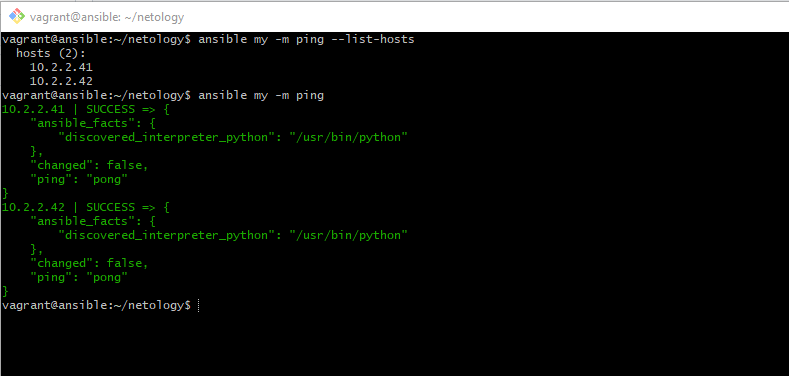 vagrant@ansible: ~/netology
vagrant@ansible:~/netology$ ansible my -m ping --list-hosts
  hosts (2):
    10.2.2.41
    10.2.2.42
vagrant@ansible:~/netology$ ansible my -m ping
10.2.2.41 | SUCCESS => {
    "ansible_facts": {
        "discovered_interpreter_python": "/usr/bin/python"
    },
    "changed": false,
    "ping": "pong"
}
10.2.2.42 | SUCCESS => {
    "ansible_facts": {
        "discovered_interpreter_python": "/usr/bin/python"
    },
    "changed": false,
    "ping": "pong"
}
vagrant@ansible:~/netology$